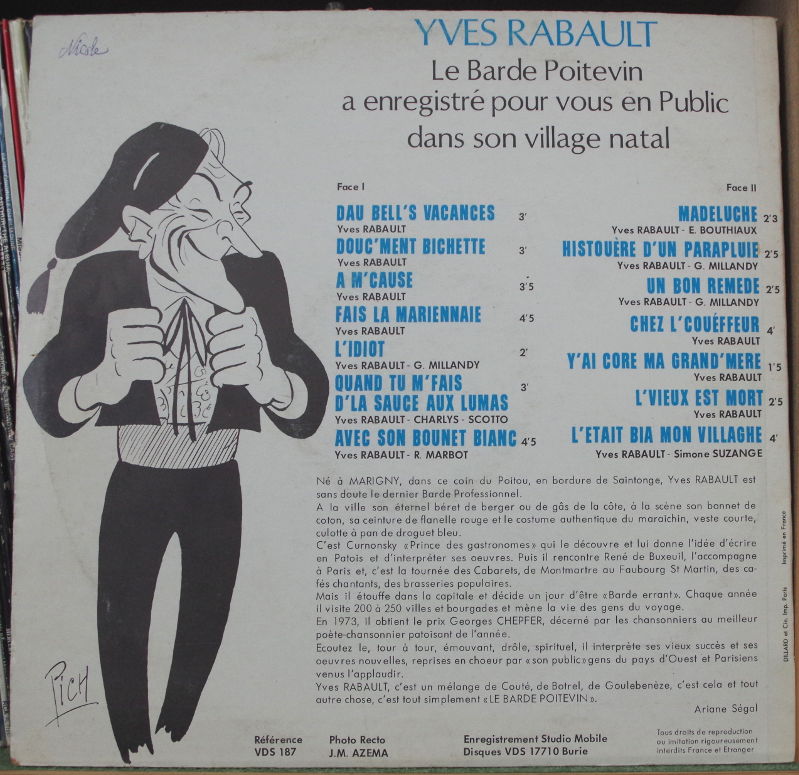 Nicole
YVES RABAULT
Le Barde Poitevin
a enregistré pour vous en Public
dans son village natal
Face I
DAU BELL'S VACANCES 3'
Yves RABAULT
DOUC'MENT BICHETTE 3'
Yves RABAULT
A M'CAUSE 3'5
Yves RABAULT
FAIS LA MARIENNAIE 4'5
Yves RABAULT
L'IDIOT 2'
Yves RABAULT - G. MILLANDY
QUAND TU M'FAIS 3'
D'LA SAUCE AUX LUMAS
Yves RABAULT - CHARLYS - SCOTTO
AVEC SON BOUNET BIANC 4'5
Yves RABAULT - R. MARBOT
Face II
MADELUCHE 2'3
Yves RABAULT - E. BOUTHIAUX
HISTOUÈRE D'UN PARAPLUIE 2'5
Yves RABAULT - G. MILLANDY
UN BON REMEDE 2'5
Yves RABAULT - G. MILLANDY
CHEZ L'COUÉFFEUR 4'
Yves RABAULT
Y'AI CORE MA GRAND'MERE 1'5
Yves RABAULT
L'VIEUX EST MORT 2'5
Yves RABAULT
L'ETAIT BIA MON VILLAGHE 4'
Yves RABAULT - Simone SUZANGE
Né à MARIGNY, dans ce coin du Poitou, en bordure de Saintonge, Yves RABAULT est
sans doute le dernier Barde Professionnel.
A la ville son éternel béret de berger ou de gâs de la côte, à la scène son bonnet de
coton, sa ceinture de flanelle rouge et le costume authentique du maraichin, veste courte,
culotte à pan de droguet bleu.
C'est Curnonsky «Prince des gastronomes» qui le découvre et lui donne l'idée d'écrire
en Patois et d'interpréter ses oeuvres. Puis il rencontre René de Buxeuil, l'accompagne
à Paris et, c'est la tournée des Cabarets, de Montmartre au Faubourg St Martin, des ca-
fés chantants, des brasseries populaires.
Mais il étouffe dans la capitale et décide un jour d'être «Barde errant». Chaque année
il visite 200 à 250 villes et bourgades et mène la vie des gens du voyage.
En 1973, il obtient le prix Georges CHEPFER, décerné par les chansonniers au meilleur
poète-chansonnier patoisant de l'année.
Ecoutez le, tour à tour, émouvant, drôle, spirituel, il interprète ses vieux succès et ses
oeuvres nouvelles, reprises en choeur par «son public» gens du pays d'Ouest et Parisiens
venus l'applaudir.
Yves RABAULT, c'est un mélange de Couté, de Botrel, de Goulebenèze, c'est cela et tout
autre chose, c'est tout simplement «LE BARDE POITEVIN».
Ariane Ségal
PICH
Référence
VDS 187
Photo Recto
J.M. AZEMA
Enregistrement Studio Mobile
Disques VDS 17710 Burie
Tous droits de reproduction
ou imitation rigoureusement
interdits France et Etranger
DILLARD et Cie. Imp. Paris Imprimé en France